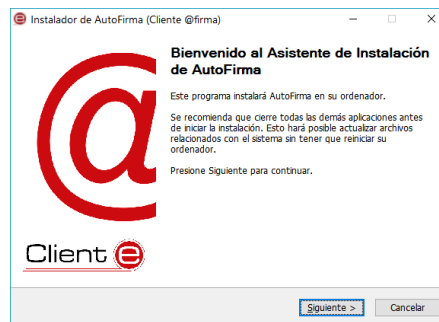 Instalador de AutoFirma (Cliente @firma)
Bienvenido al Asistente de Instalación
de AutoFirma
Este programa instalará AutoFirma en su ordenador.
Se recomienda que cierre todas las demás aplicaciones antes
de iniciar la instalación. Esto hará posible actualizar archivos
relacionados con el sistema sin tener que reiniciar su
ordenador.
Presione Siguiente para continuar.
@
Client e
Siguiente >
Cancelar